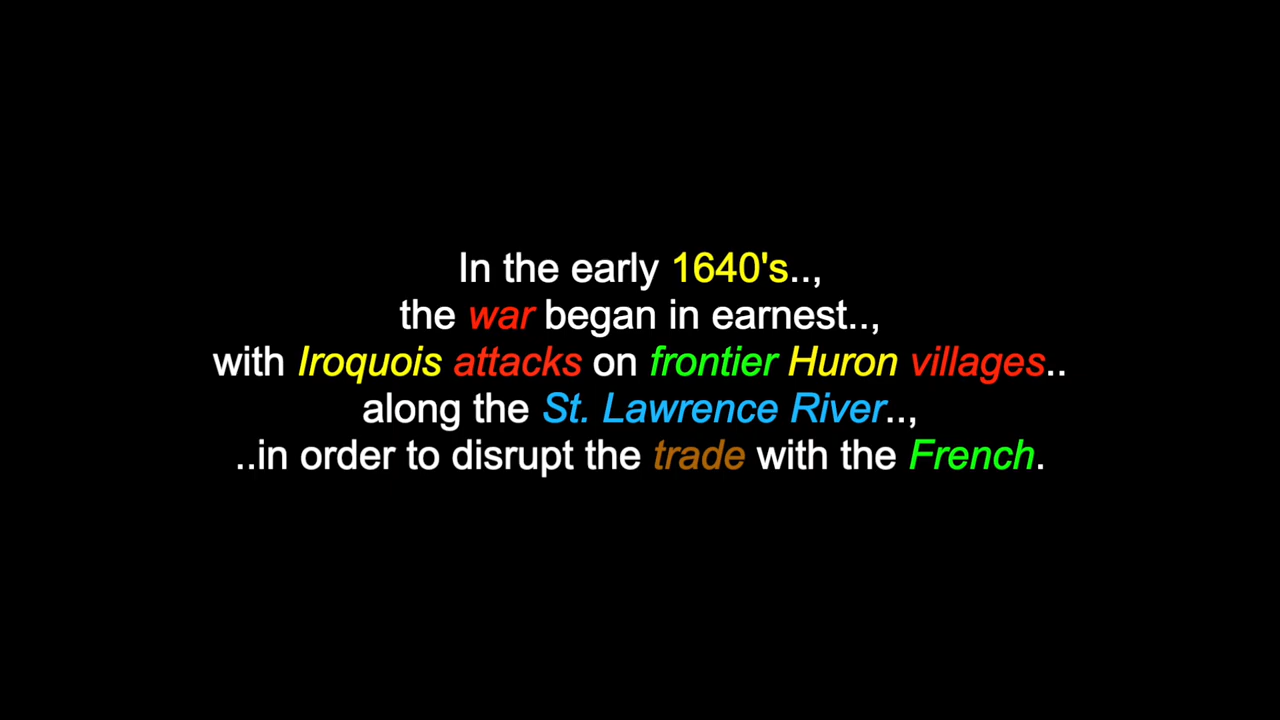 In the early 1640's..,
the war began in earnest..,
with Iroquois attacks on frontier Huron villages..
along the St. Lawrence River..,
..in order to disrupt the trade with the French.